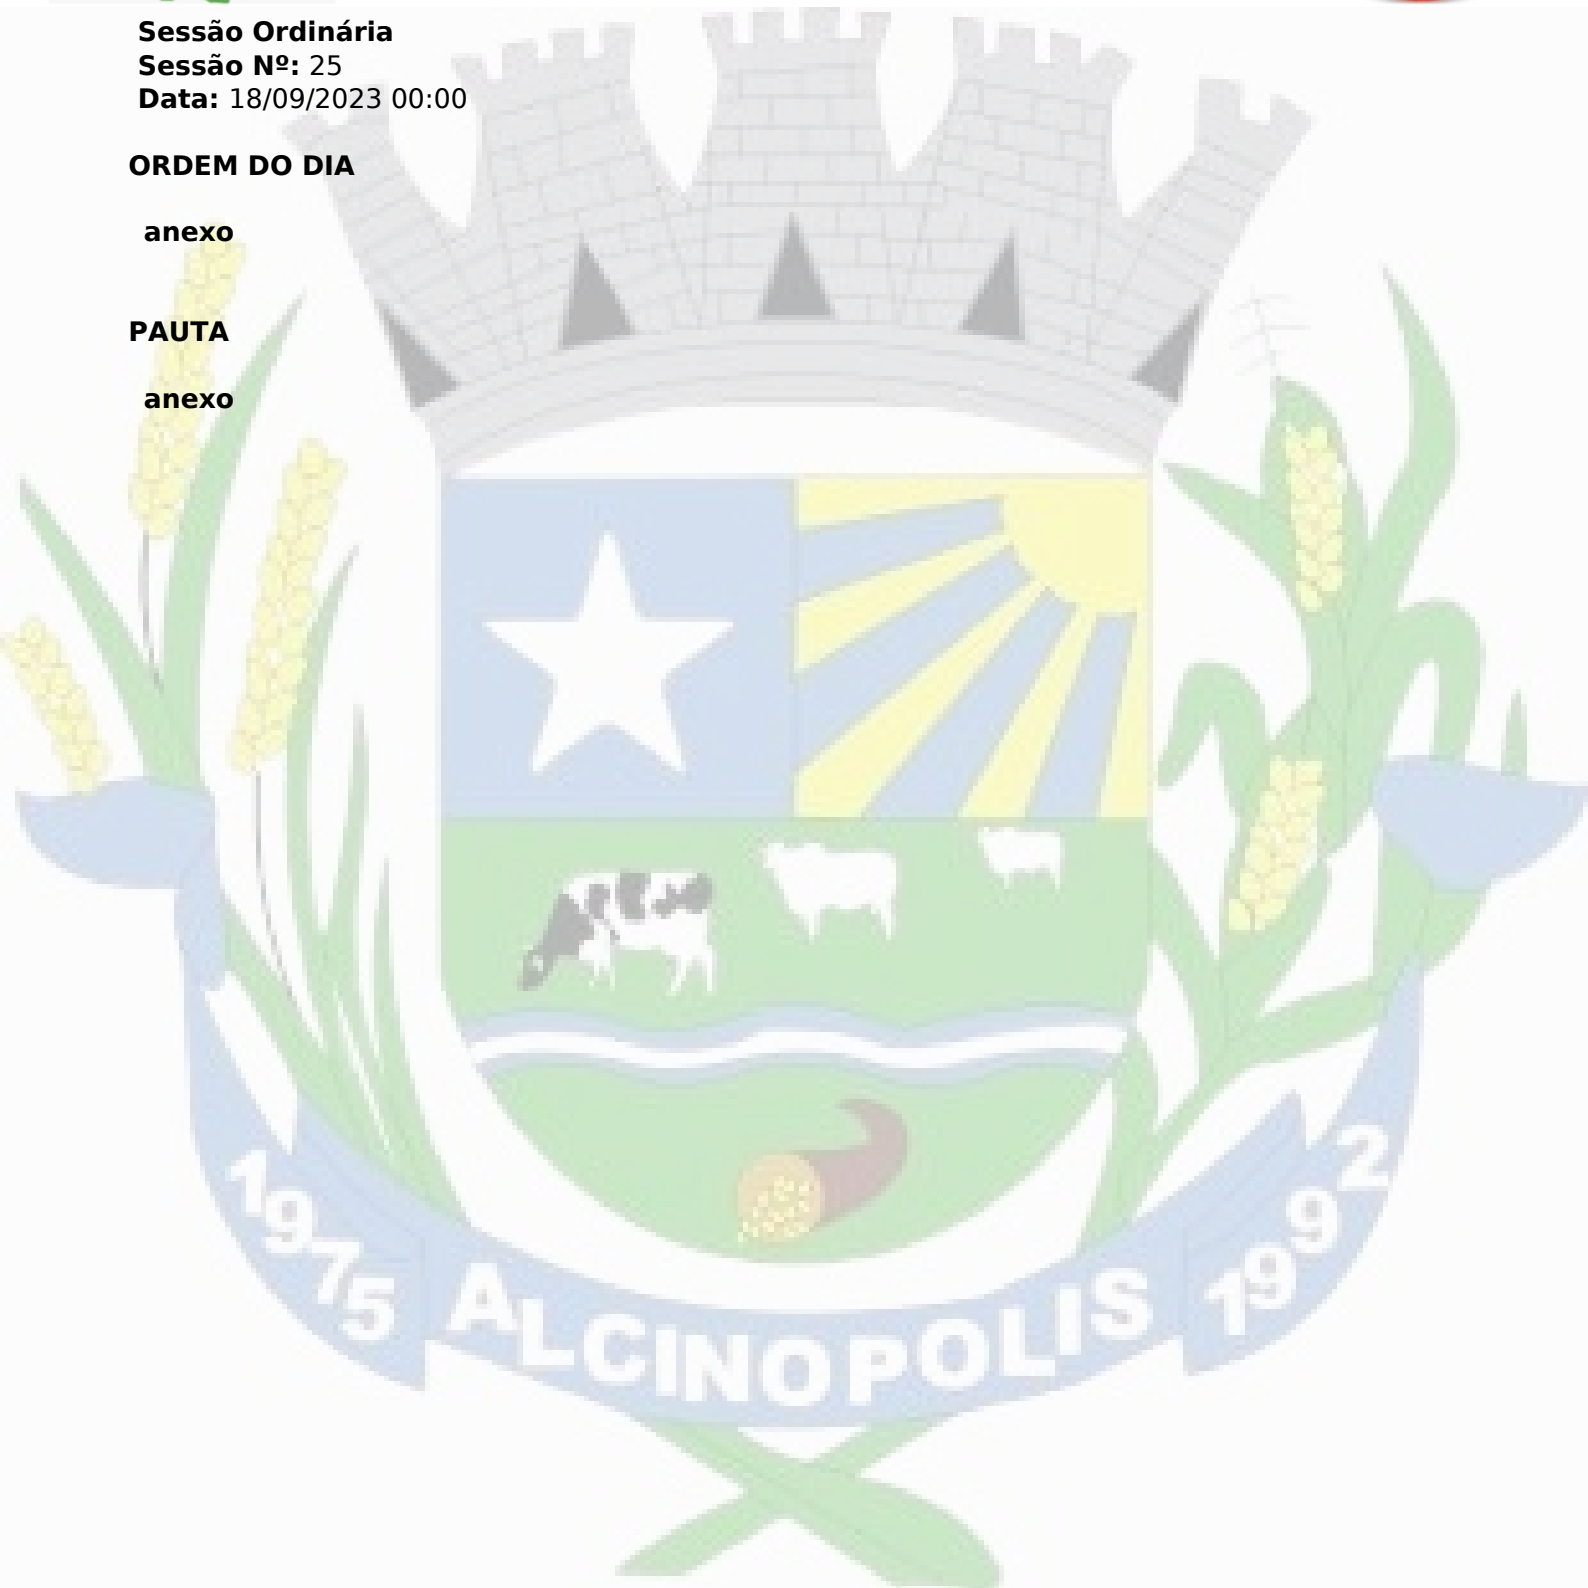 Sessão Ordinária
Sessão Nº: 25
Data: 18/09/2023 00:00
ORDEM DO DIA
anexo
PAUTA
anexo
1975 ALCINOPOLIS 1992